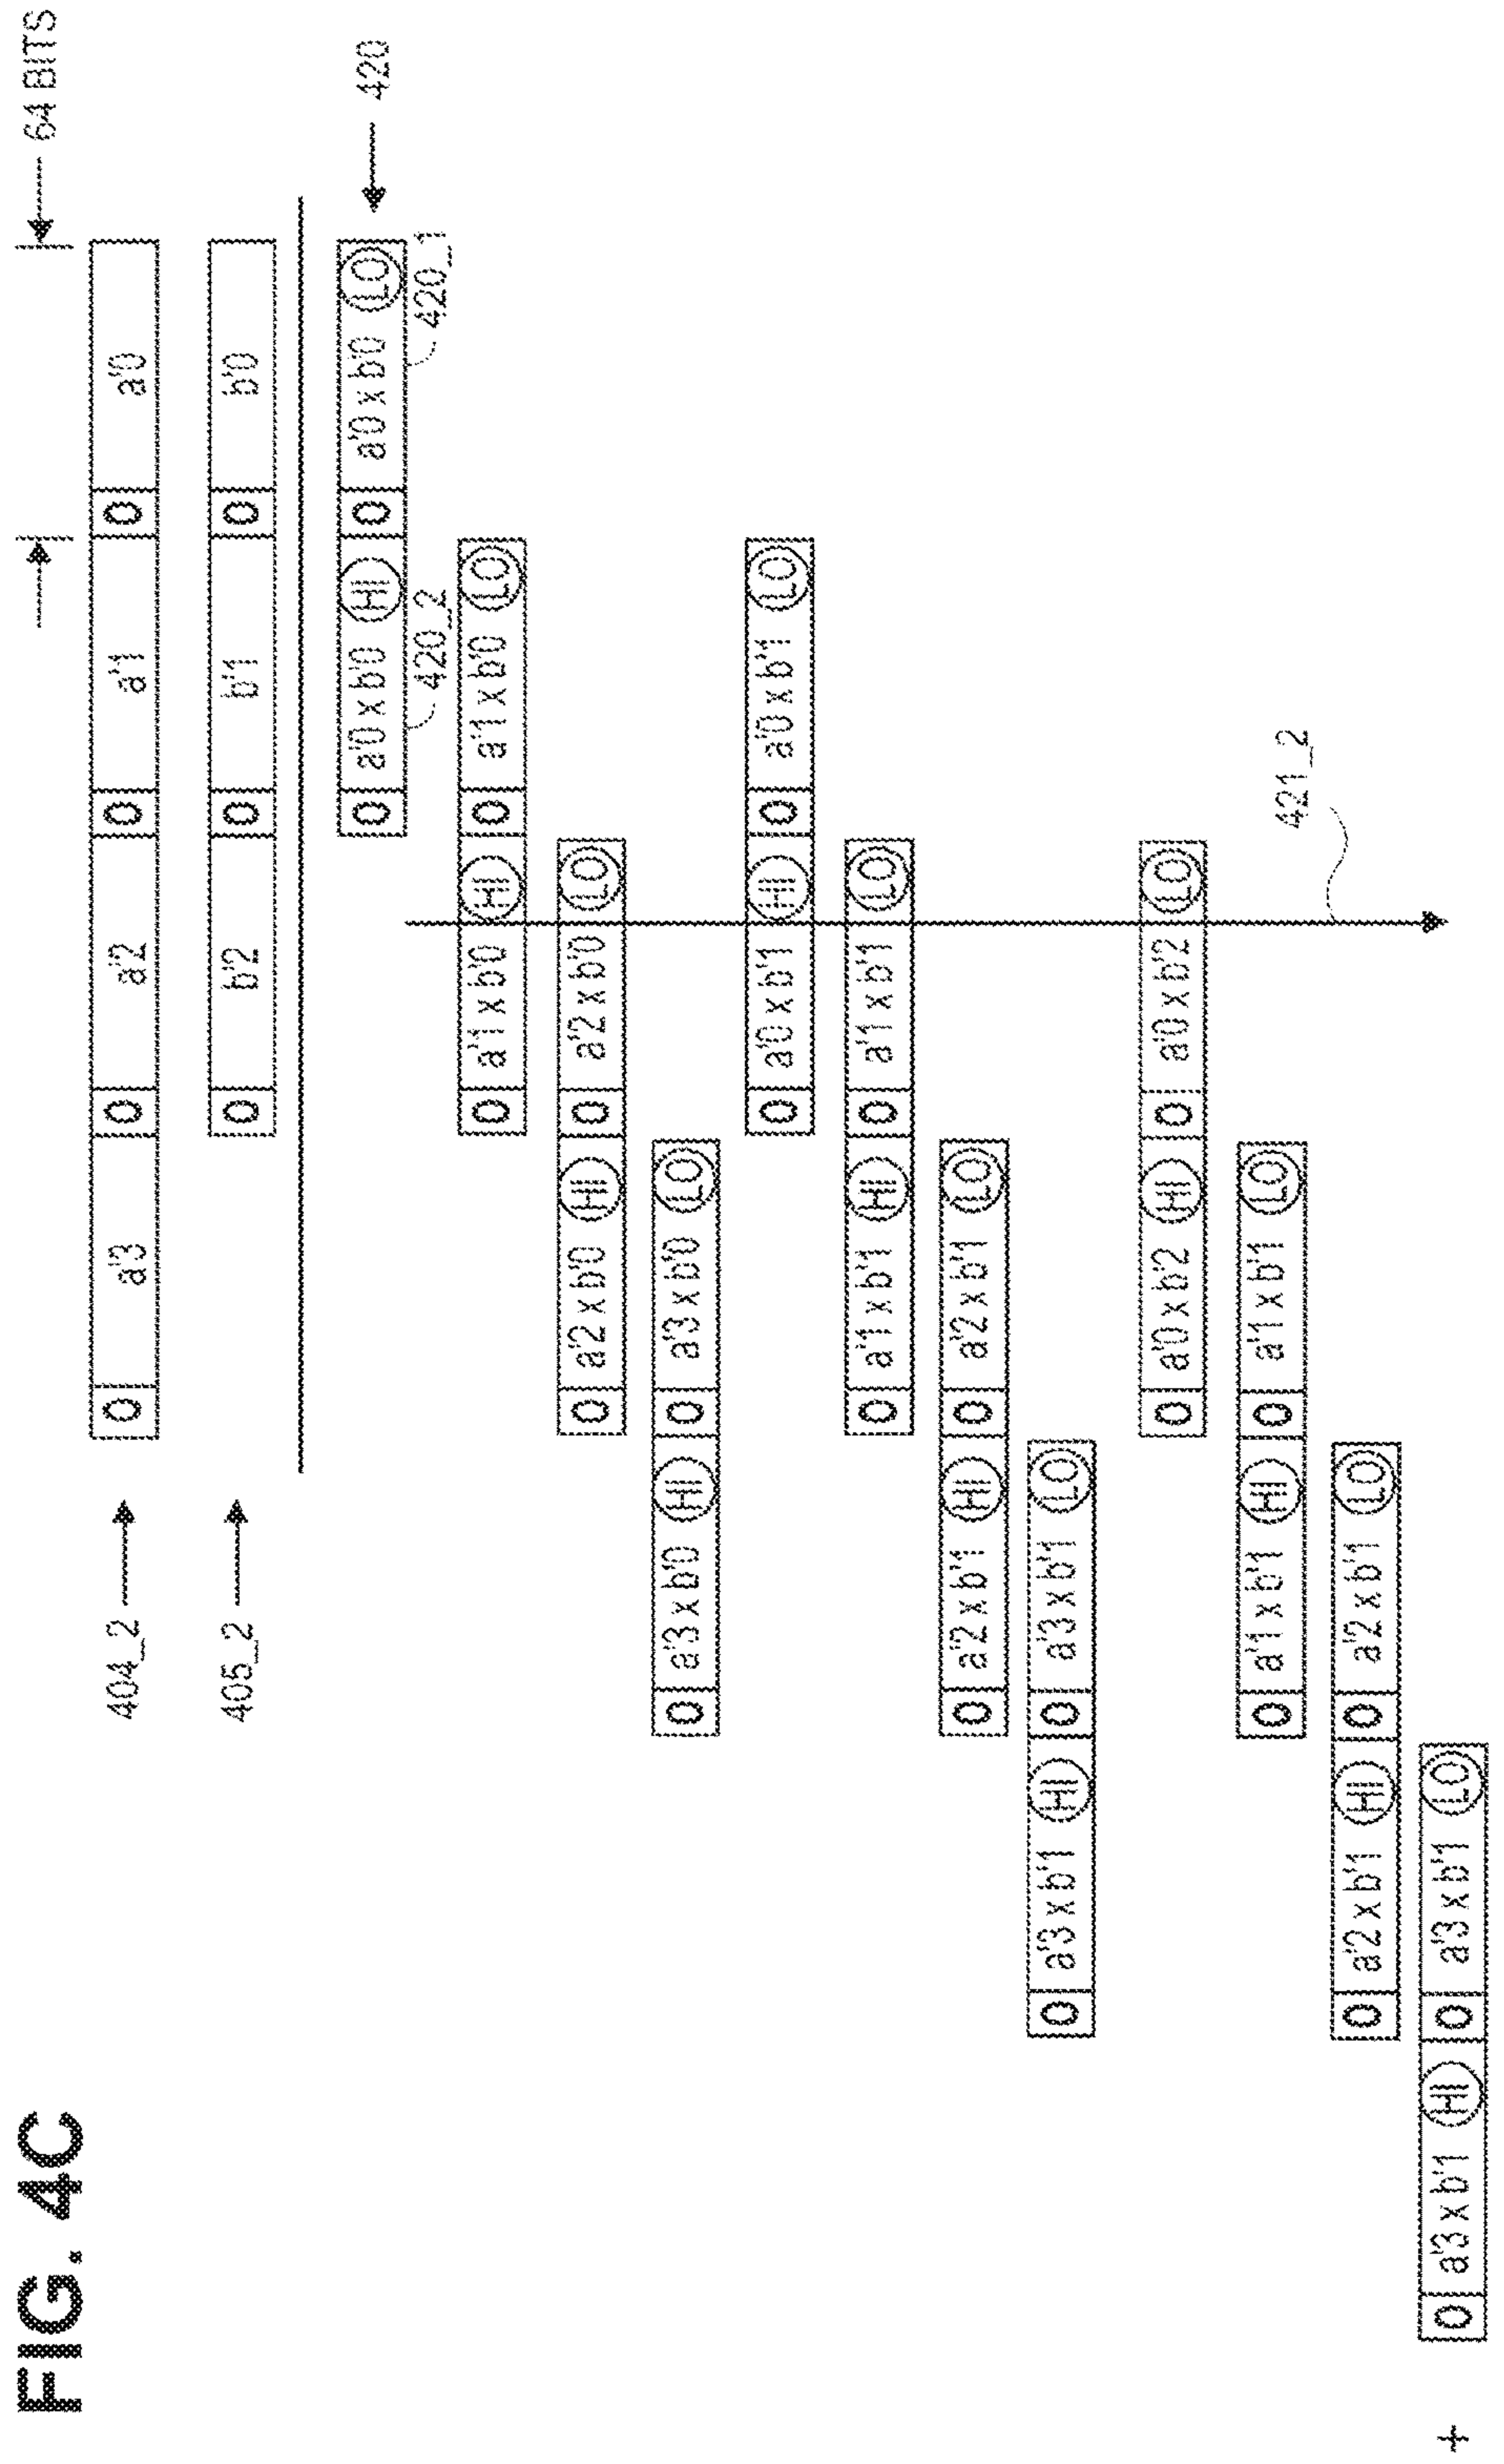 FIG. 4C
64 BITS
404_2
0 a'3 0 a'2 0 a'1 0 a'0
405_2
0 b'2 0 b'1 0 b'0
0 a'0 x b'0 HI 0 a'0 x b'0 LO
420
420_2
420_1
0 a'1 x b'0 HI 0 a'1 x b'0 LO
0 a'2 x b'0 HI 0 a'2 x b'0 LO
0 a'3 x b'0 HI 0 a'3 x b'0 LO
0 a'0 x b'1 HI 0 a'0 x b'1 LO
0 a'1 x b'1 HI 0 a'1 x b'1 LO
0 a'2 x b'1 HI 0 a'2 x b'1 LO
0 a'3 x b'1 HI 0 a'3 x b'1 LO
0 a'0 x b'2 HI 0 a'0 x b'2 LO
0 a'1 x b'1 HI 0 a'1 x b'1 LO
421_2
0 a'2 x b'1 HI 0 a'2 x b'1 LO
+
0 a'3 x b'1 HI 0 a'3 x b'1 LO